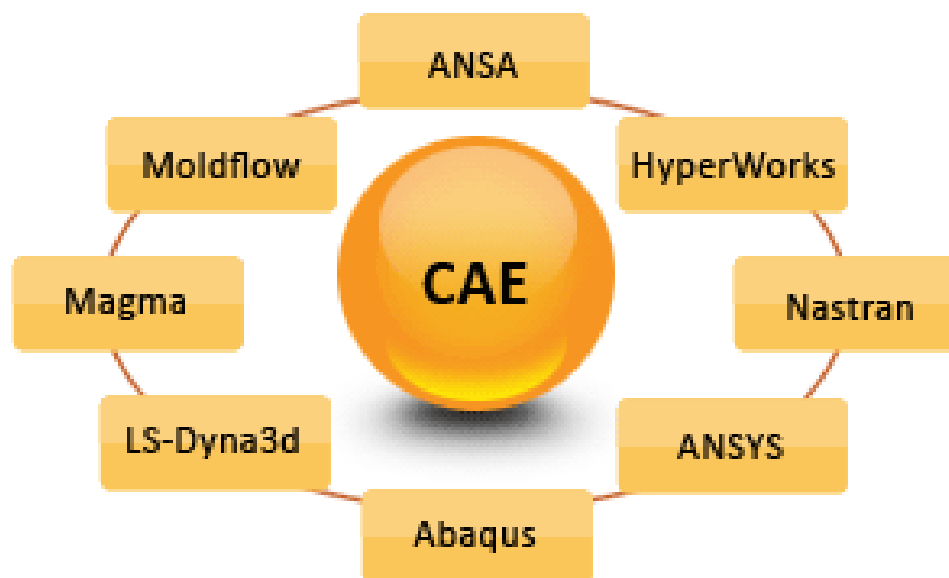 ANSA
Moldflow
HyperWorks
CAE
Magma
Nastran
LS-Dyna3d
ANSYS
Abaqus